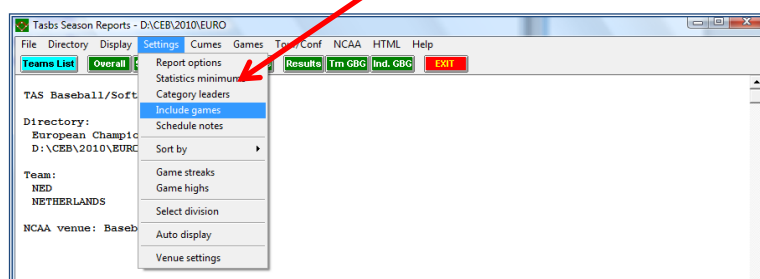 Tasbs Season Reports - D:\CEB\2010\EURO
File Directory Display Settings Cumes Games Tour/Conf NCAA HTML Help
Teams List Overall Results Tm GBG Ind. GBG EXIT
Report options
Statistics minimums
Category leaders
Include games
Schedule notes
Sort by
Game streaks
Game highs
Select division
Auto display
Venue settings
TAS Baseball/Soft
Directory:
European Champic
D:\CEB\2010\EURO
Team:
NED
NETHERLANDS
NCAA venue: Baseb